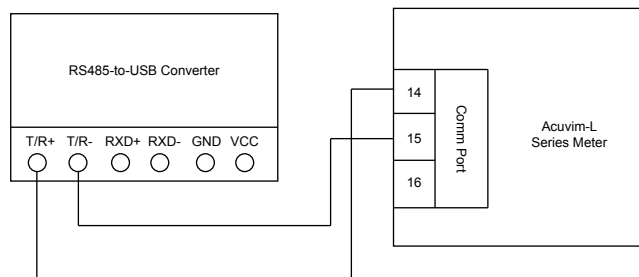 RS485-to-USB Converter
T/R+ T/R- RXD+ RXD- GND VCC
14
15
16
Comm Port
Acuvim-L
Series Meter